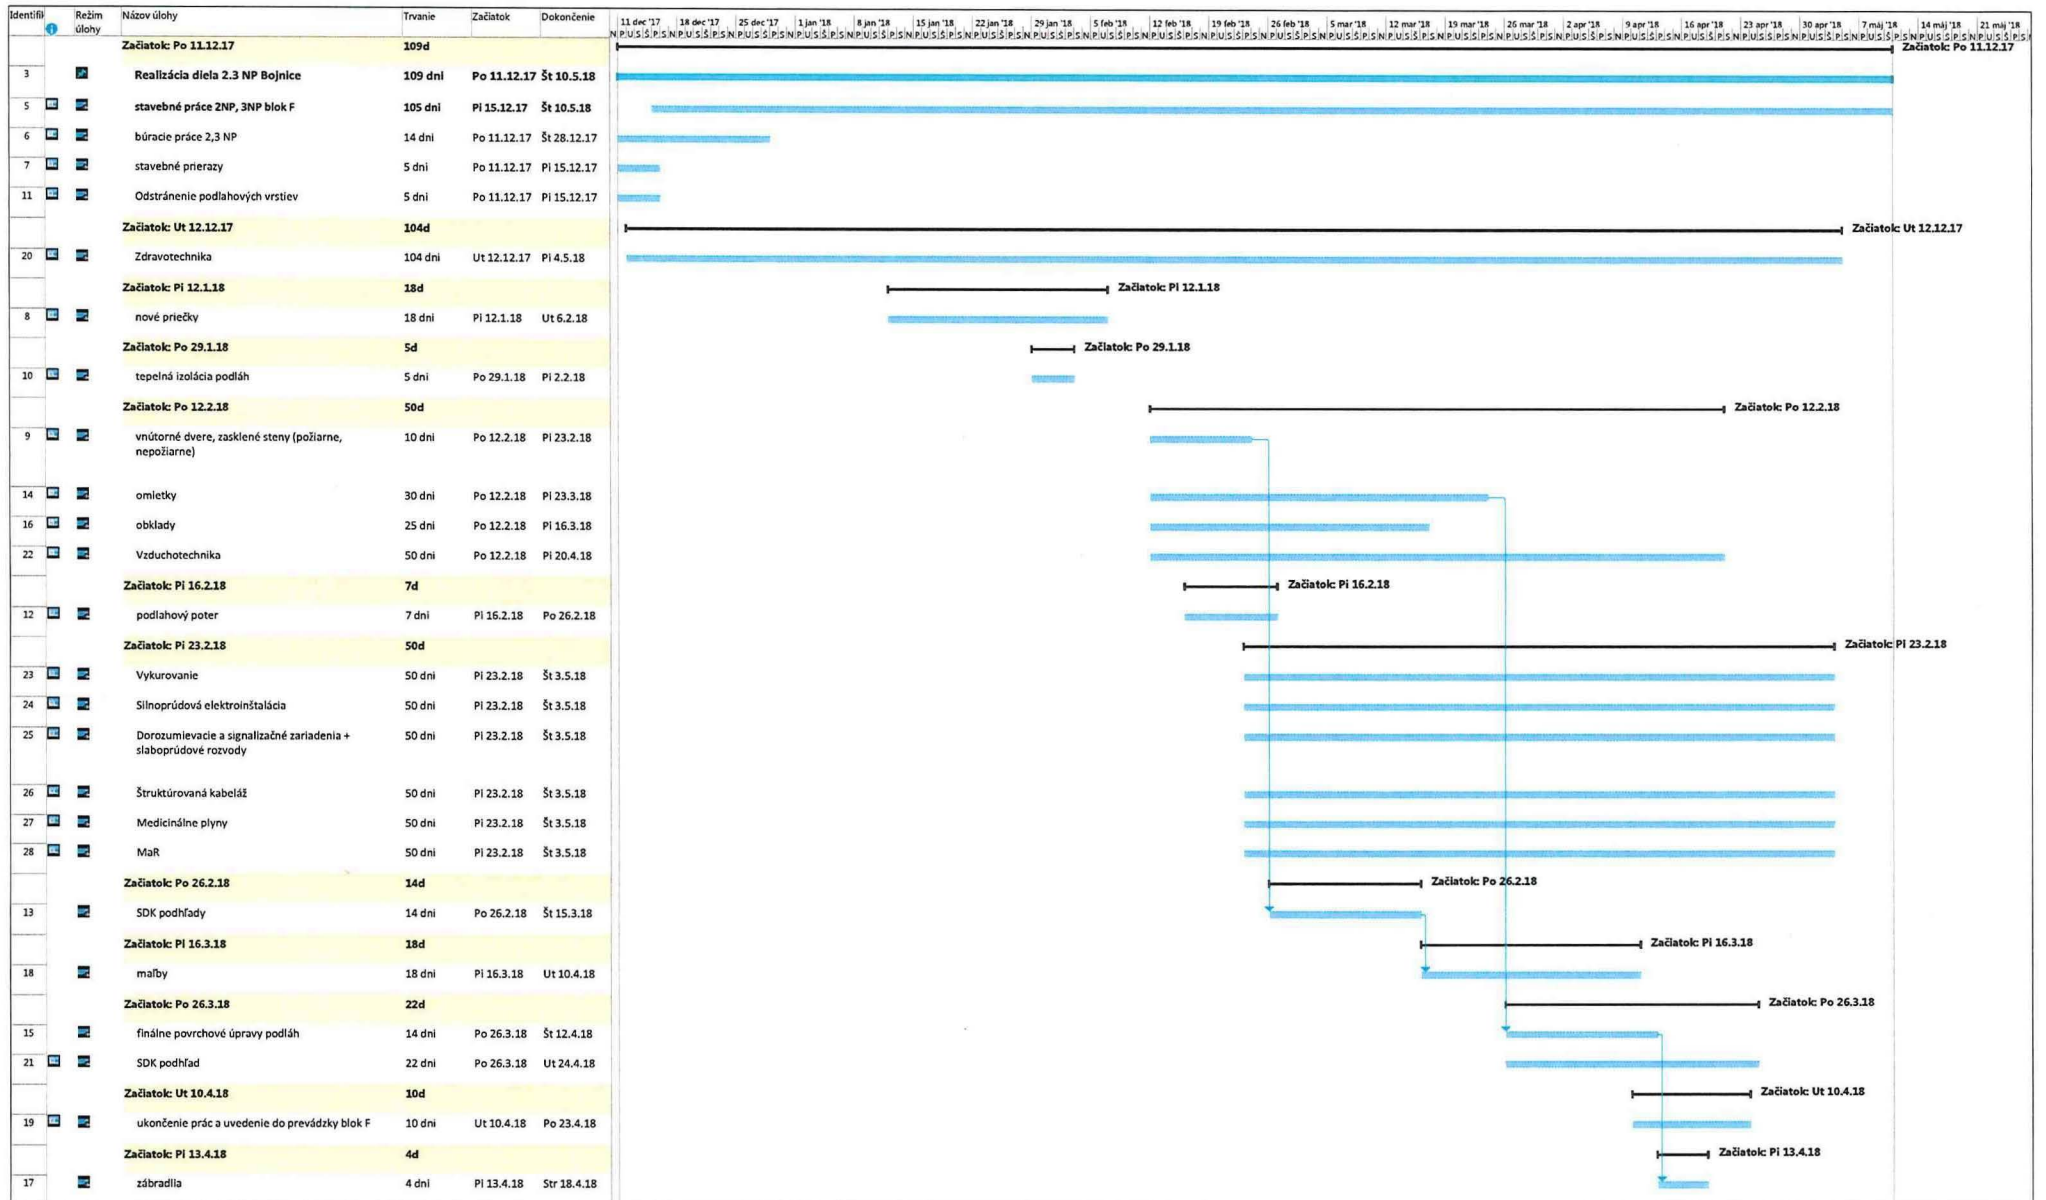 Identifik Režim Názov úlohy Trvanie Začiatok Dokončenie 11 dec '17 18 dec '17 25 dec '17 1 jan '18 8 jan '18 15 jan '18 22 jan '18 29 jan '18 5 feb '18 12 feb '18 19 feb '18 26 feb '18 5 mar '18 12 mar '18 19 mar '18 26 mar '18 2 apr '18 9 apr '18 16 apr '18 23 apr '18 30 apr '18 7 máj '18 14 máj '18 21 máj '18
úlohy
Začiatok: Po 11.12.17 109d Začiatok: Po 11.12.17
3 Realizácia diela 2.3 NP Bojnice 109 dni Po 11.12.17 Št 10.5.18
5 stavebné práce 2NP, 3NP blok F 105 dni Pi 15.12.17 Št 10.5.18
6 búracie práce 2,3 NP 14 dni Po 11.12.17 Št 28.12.17
7 stavebné prierazy 5 dni Po 11.12.17 Pi 15.12.17
11 Odstránenie podlahových vrstiev 5 dni Po 11.12.17 Pi 15.12.17
Začiatok: Ut 12.12.17 104d Začiatok: Ut 12.12.17
20 Zdravotechnika 104 dni Ut 12.12.17 Pi 4.5.18
Začiatok: Pi 12.1.18 18d Začiatok: Pi 12.1.18
8 nové priečky 18 dni Pi 12.1.18 Ut 6.2.18
Začiatok: Po 29.1.18 5d Začiatok: Po 29.1.18
10 tepelná izolácia podláh 5 dni Po 29.1.18 Pi 2.2.18
Začiatok: Po 12.2.18 50d Začiatok: Po 12.2.18
9 vnútorné dvere, zasklené steny (požiarne, 10 dni Po 12.2.18 Pi 23.2.18
nepožiarne)
14 omietky 30 dni Po 12.2.18 Pi 23.3.18
16 obklady 25 dni Po 12.2.18 Pi 16.3.18
22 Vzduchotechnika 50 dni Po 12.2.18 Pi 20.4.18
Začiatok: Pi 16.2.18 7d Začiatok: Pi 16.2.18
12 podlahový poter 7 dni Pi 16.2.18 Po 26.2.18
Začiatok: Pi 23.2.18 50d Začiatok: Pi 23.2.18
23 Vykurovanie 50 dni Pi 23.2.18 Št 3.5.18
24 Silnoprúdová elektroinštalácia 50 dni Pi 23.2.18 Št 3.5.18
25 Dorozumievacie a signalizačné zariadenia + 50 dni Pi 23.2.18 Št 3.5.18
slaboprúdové rozvody
26 Štruktúrovaná kabeláž 50 dni Pi 23.2.18 Št 3.5.18
27 Medicinálne plyny 50 dni Pi 23.2.18 Št 3.5.18
28 MaR 50 dni Pi 23.2.18 Št 3.5.18
Začiatok: Po 26.2.18 14d Začiatok: Po 26.2.18
13 SDK podhľady 14 dni Po 26.2.18 Št 15.3.18
Začiatok: Pi 16.3.18 18d Začiatok: Pi 16.3.18
18 maľby 18 dni Pi 16.3.18 Ut 10.4.18
Začiatok: Po 26.3.18 22d Začiatok: Po 26.3.18
15 finálne povrchové úpravy podláh 14 dni Po 26.3.18 Št 12.4.18
21 SDK podhľad 22 dni Po 26.3.18 Ut 24.4.18
Začiatok: Ut 10.4.18 10d Začiatok: Ut 10.4.18
19 ukončenie prác a uvedenie do prevádzky blok F 10 dni Ut 10.4.18 Po 23.4.18
Začiatok: Pi 13.4.18 4d Začiatok: Pi 13.4.18
17 zábradlia 4 dni Pi 13.4.18 Str 18.4.18